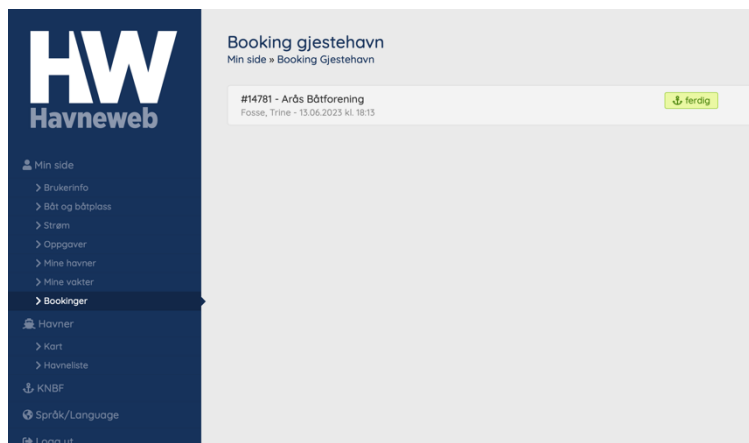 HW
Havneweb
Min side
Brukerinfo
Båt og båtplass
Strøm
Oppgaver
Mine havner
Mine vakter
Bookinger
Havner
Kart
Havneliste
KNBF
Språk/Language
Logg ut
Booking gjestehavn
Min side » Booking Gjestehavn
#14781 - Arås Båtforening
ferdig
Fosse, Trine - 13.06.2023 kl. 18:13